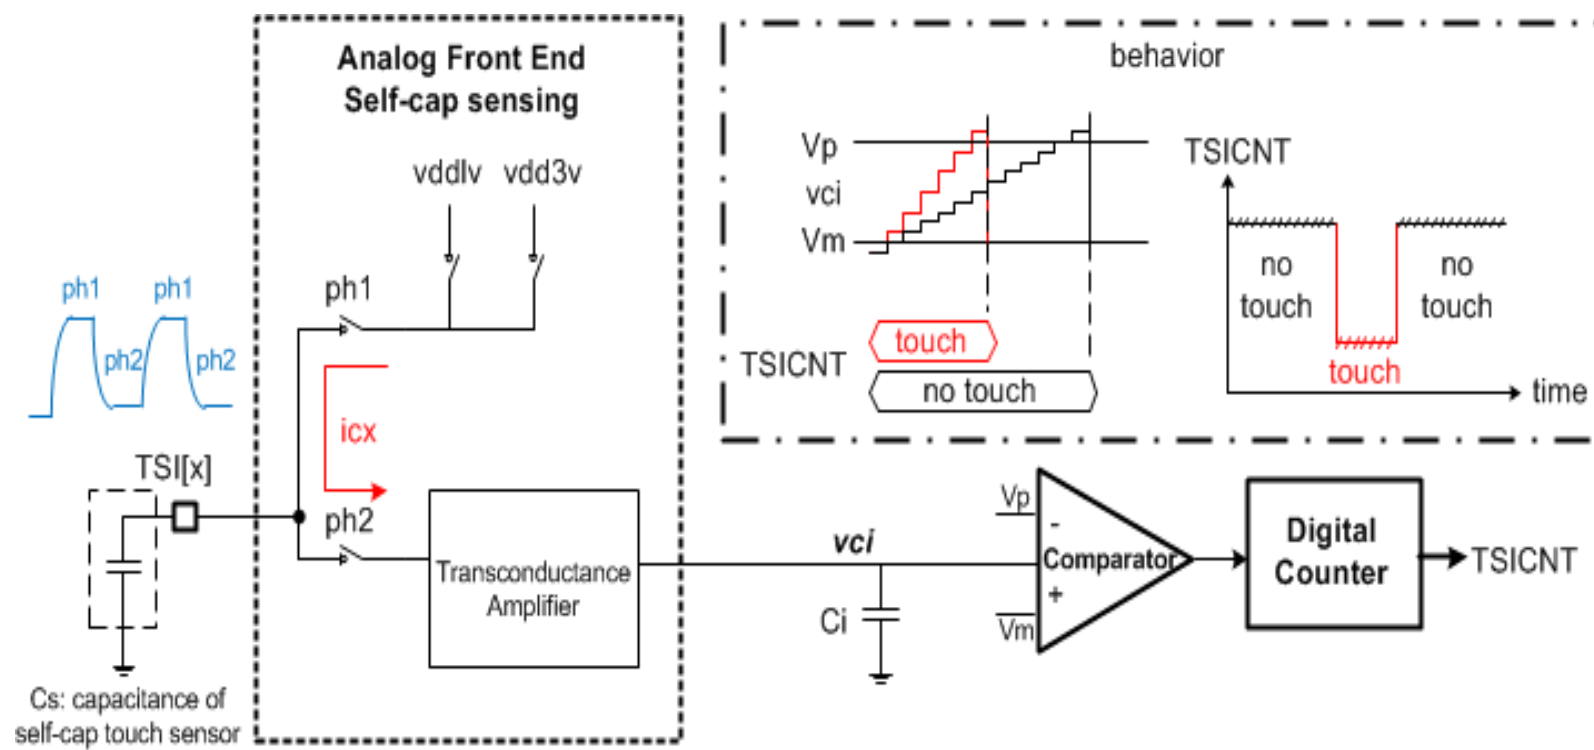 Analog Front End
Self-cap sensing
vddlv vdd3v
ph1
ph1 ph1
ph2 ph2
icx
TSI[x]
ph2
Transconductance
Amplifier
Cs: capacitance of
self-cap touch sensor
behavior
Vp
vci
Vm
TSICNT
touch
no touch
TSICNT
no
touch
touch
no
touch
time
vci
Ci
Vp
-
Comparator
+
Vm
Digital
Counter
TSICNT